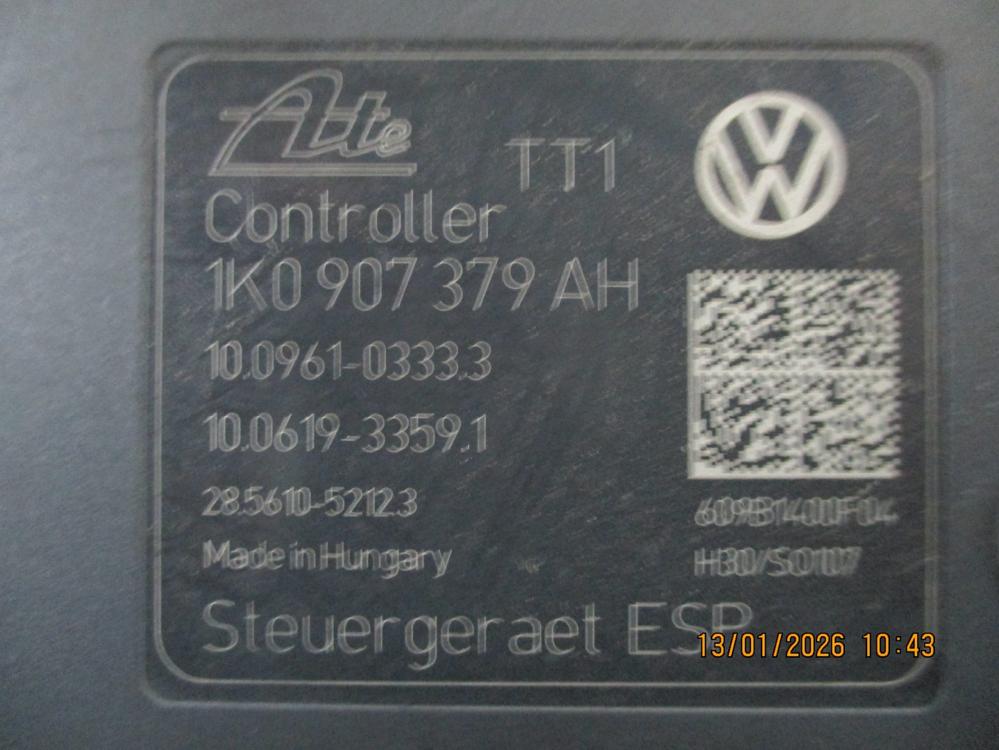 Ate
TT1
Controller
1K0 907 379 AH
10.0961-0333.3
10.0619-3359.1
28.5610-5212.3
609B1400F04
Made in Hungary
H30/SO107
Steuergeraet ESP
13/01/2026 10:43